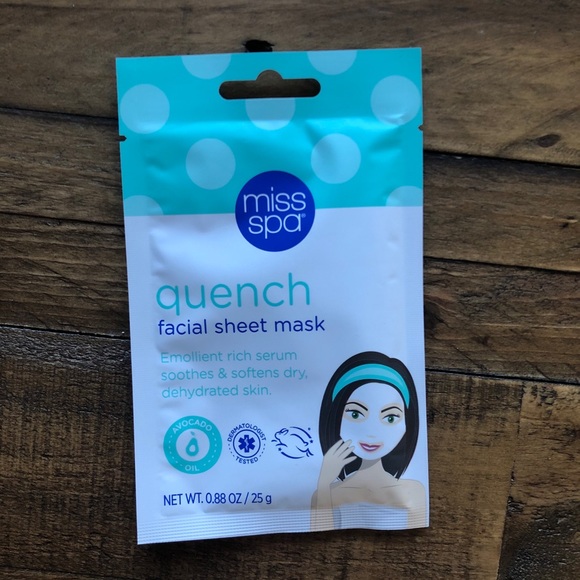 miss
spa®
quench
facial sheet mask
Emollient rich serum
soothes & softens dry,
dehydrated skin.
AVOCADO
OIL
DERMATOLOGIST
TESTED
NET WT. 0.88 OZ / 25 g